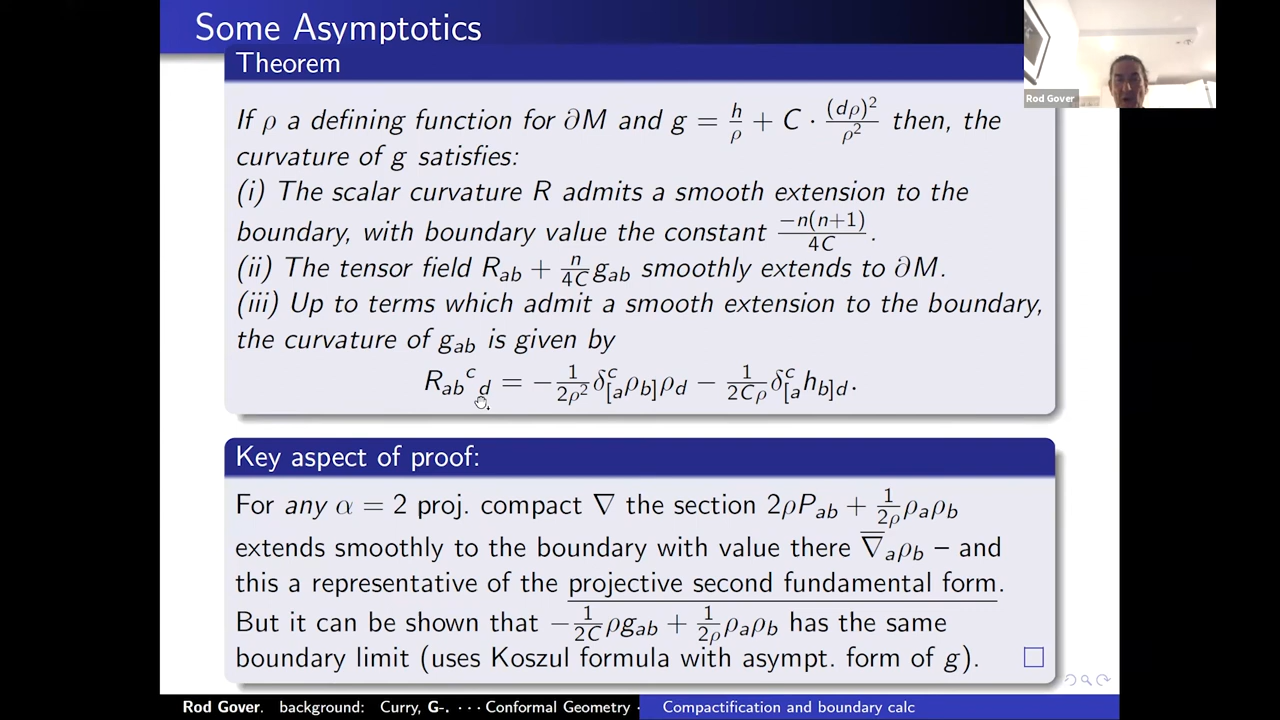 Some Asymptotics
Theorem
Rod Gover
If ρ a defining function for ∂M and g = h/ρ + C · (dρ)²/ρ² then, the
curvature of g satisfies:
(i) The scalar curvature R admits a smooth extension to the
boundary, with boundary value the constant −n(n+1)/4C.
(ii) The tensor field R_ab + n/4C g_ab smoothly extends to ∂M.
(iii) Up to terms which admit a smooth extension to the boundary,
the curvature of g_ab is given by
R_ab^c_d = −1/2ρ² δ^c_[a ρ_b]ρ_d − 1/2Cρ δ^c_[a h_b]d.
Key aspect of proof:
For any α = 2 proj. compact ∇ the section 2ρP_ab + 1/2ρ ρ_aρ_b
extends smoothly to the boundary with value there ∇̅_aρ_b – and
this a representative of the projective second fundamental form.
But it can be shown that −1/2C ρg_ab + 1/2ρ ρ_aρ_b has the same
boundary limit (uses Koszul formula with asympt. form of g). □
Rod Gover. background: Curry, G-. · · · Conformal Geometry · Compactification and boundary calc